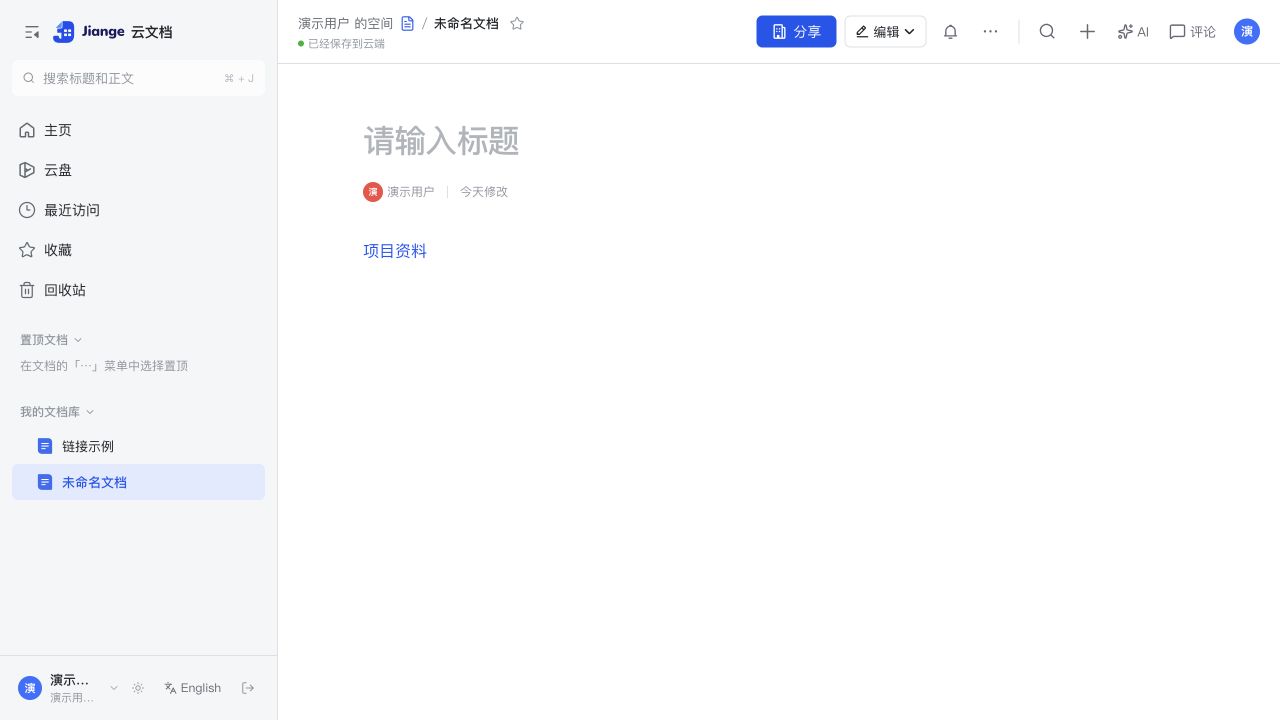 Jiange 云文档
搜索标题和正文 ⌘ + J
主页
云盘
最近访问
收藏
回收站
置顶文档
在文档的「…」菜单中选择置顶
我的文档库
链接示例
未命名文档
演示...
演示用...
English
演示用户 的空间 / 未命名文档
已经保存到云端
分享
编辑
AI
评论
演
请输入标题
演 演示用户 今天修改
项目资料
演